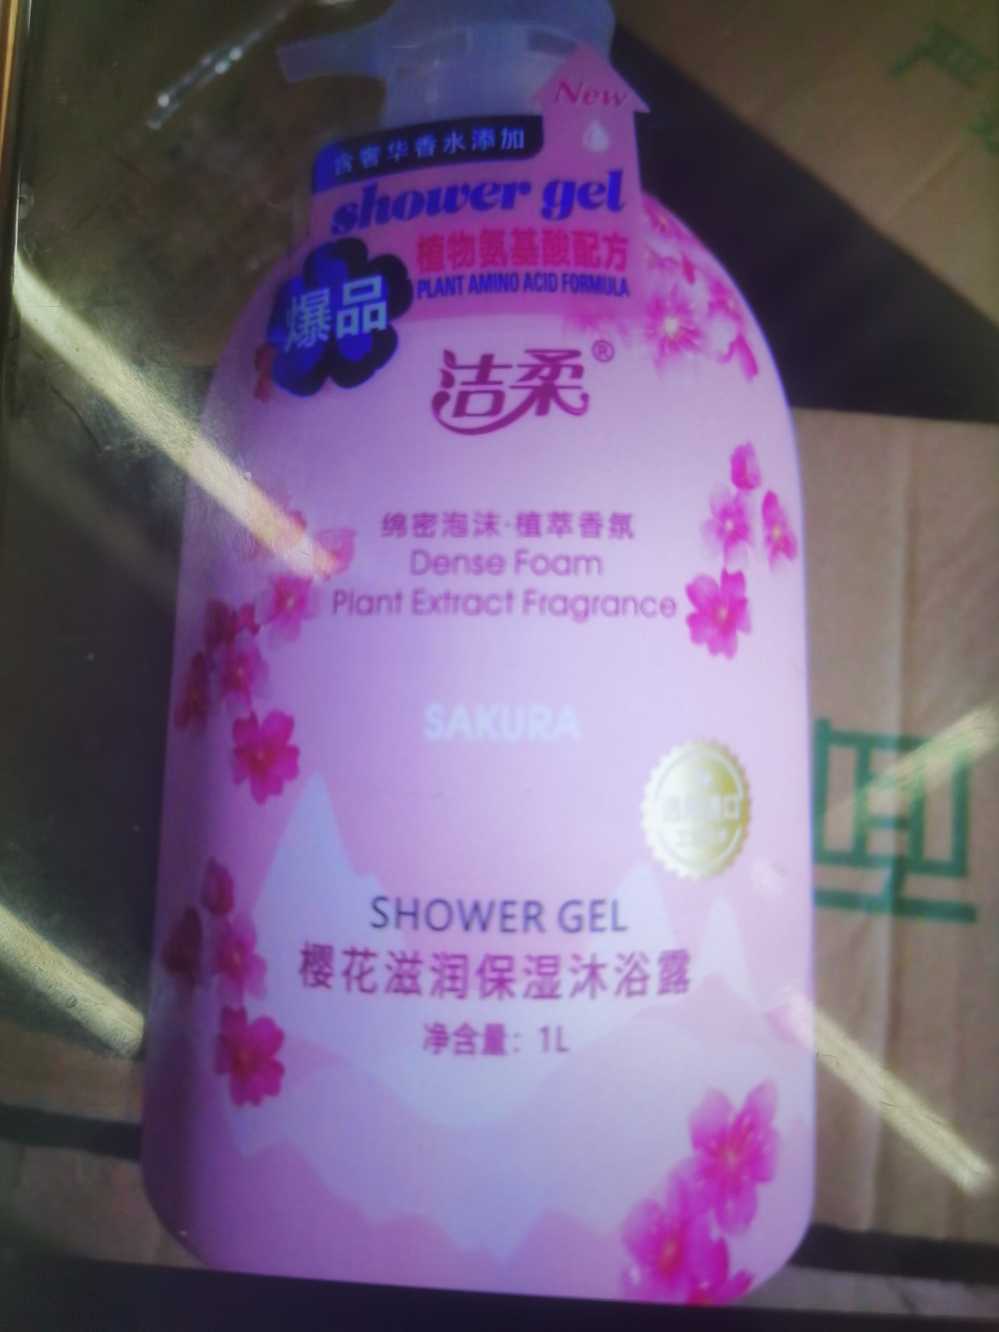 New
含奢华香水添加
shower gel
植物氨基酸配方
PLANT AMINO ACID FORMULA
爆品
洁柔®
绵密泡沫·植萃香氛
Dense Foam
Plant Extract Fragrance
SAKURA
SHOWER GEL
樱花滋润保湿沐浴露
净含量：1L